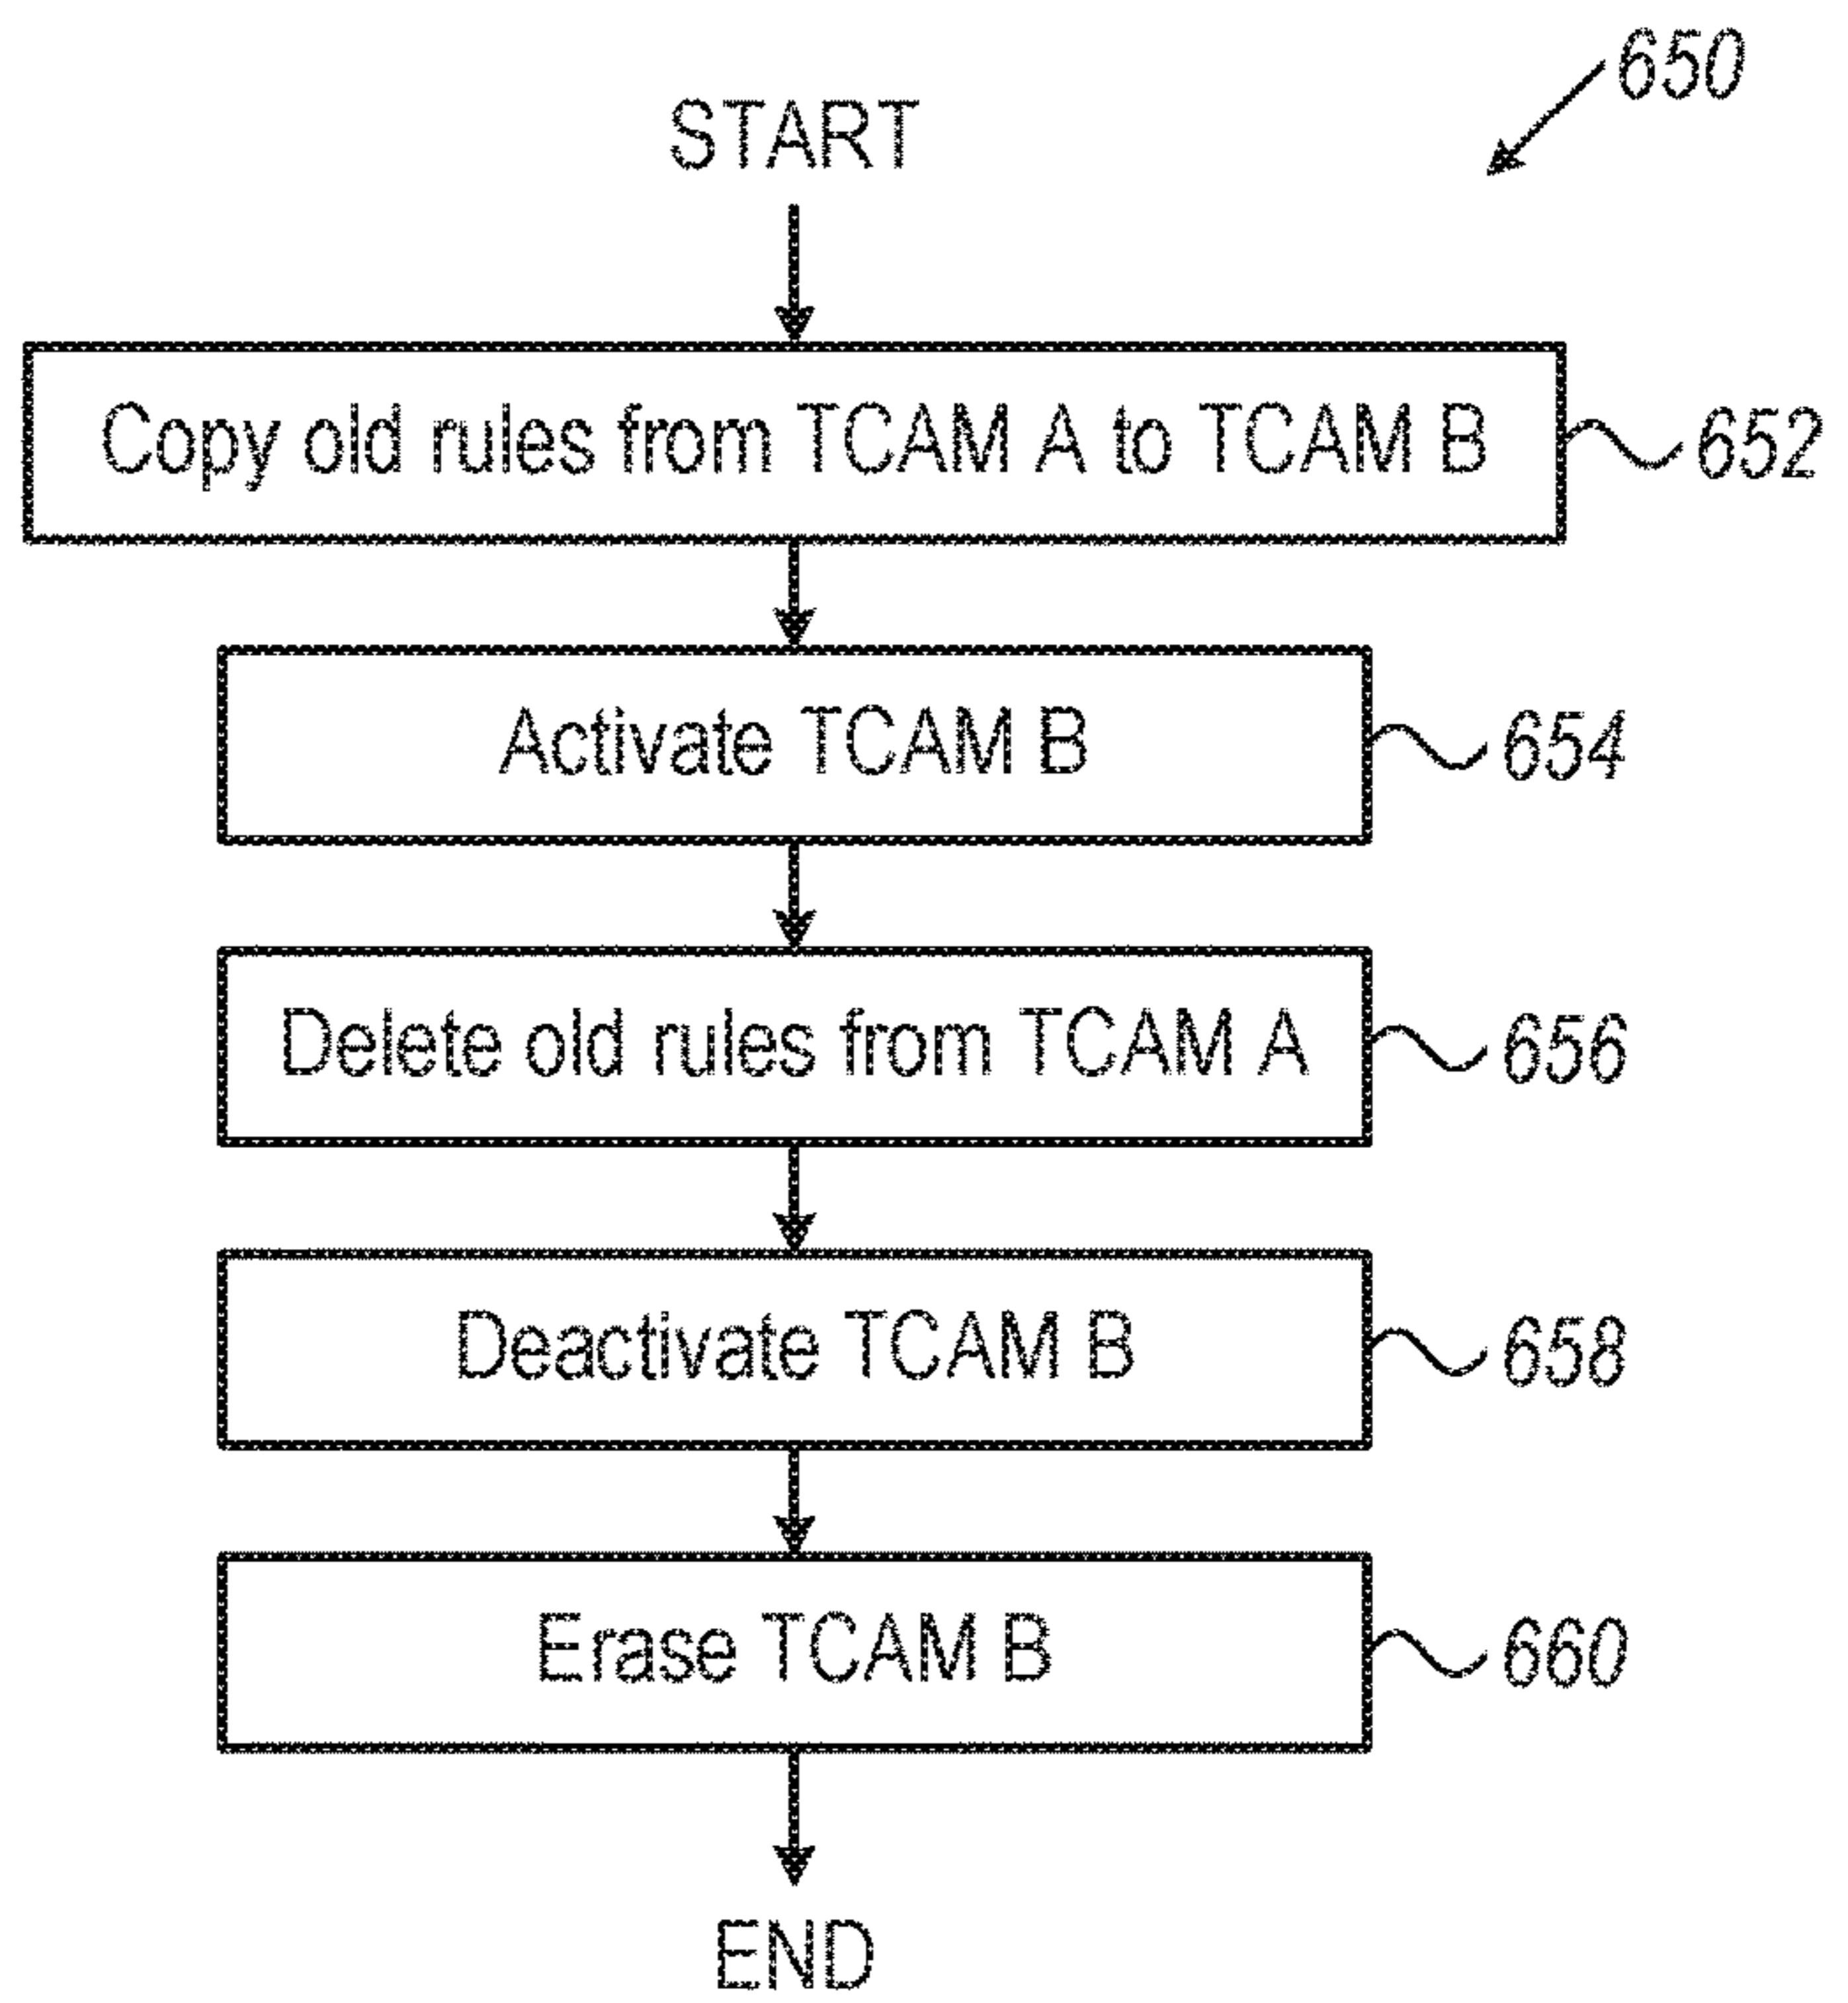 650
START
Copy old rules from TCAM A to TCAM B
652
Activate TCAM B
654
Delete old rules from TCAM A
656
Deactivate TCAM B
658
Erase TCAM B
660
END